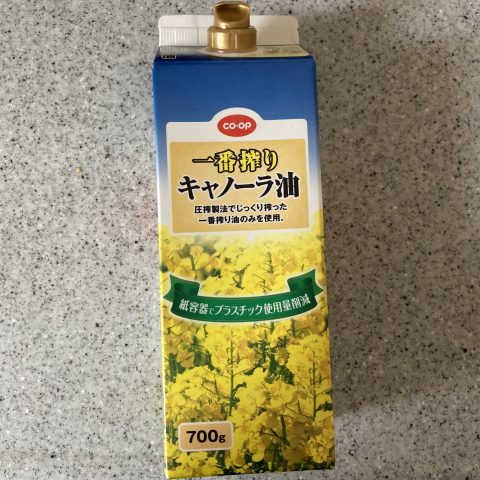 CO-OP
一番搾り
キャノーラ油
圧搾製法でじっくり搾った
一番搾り油のみを使用。
紙容器でプラスチック使用量削減
700g